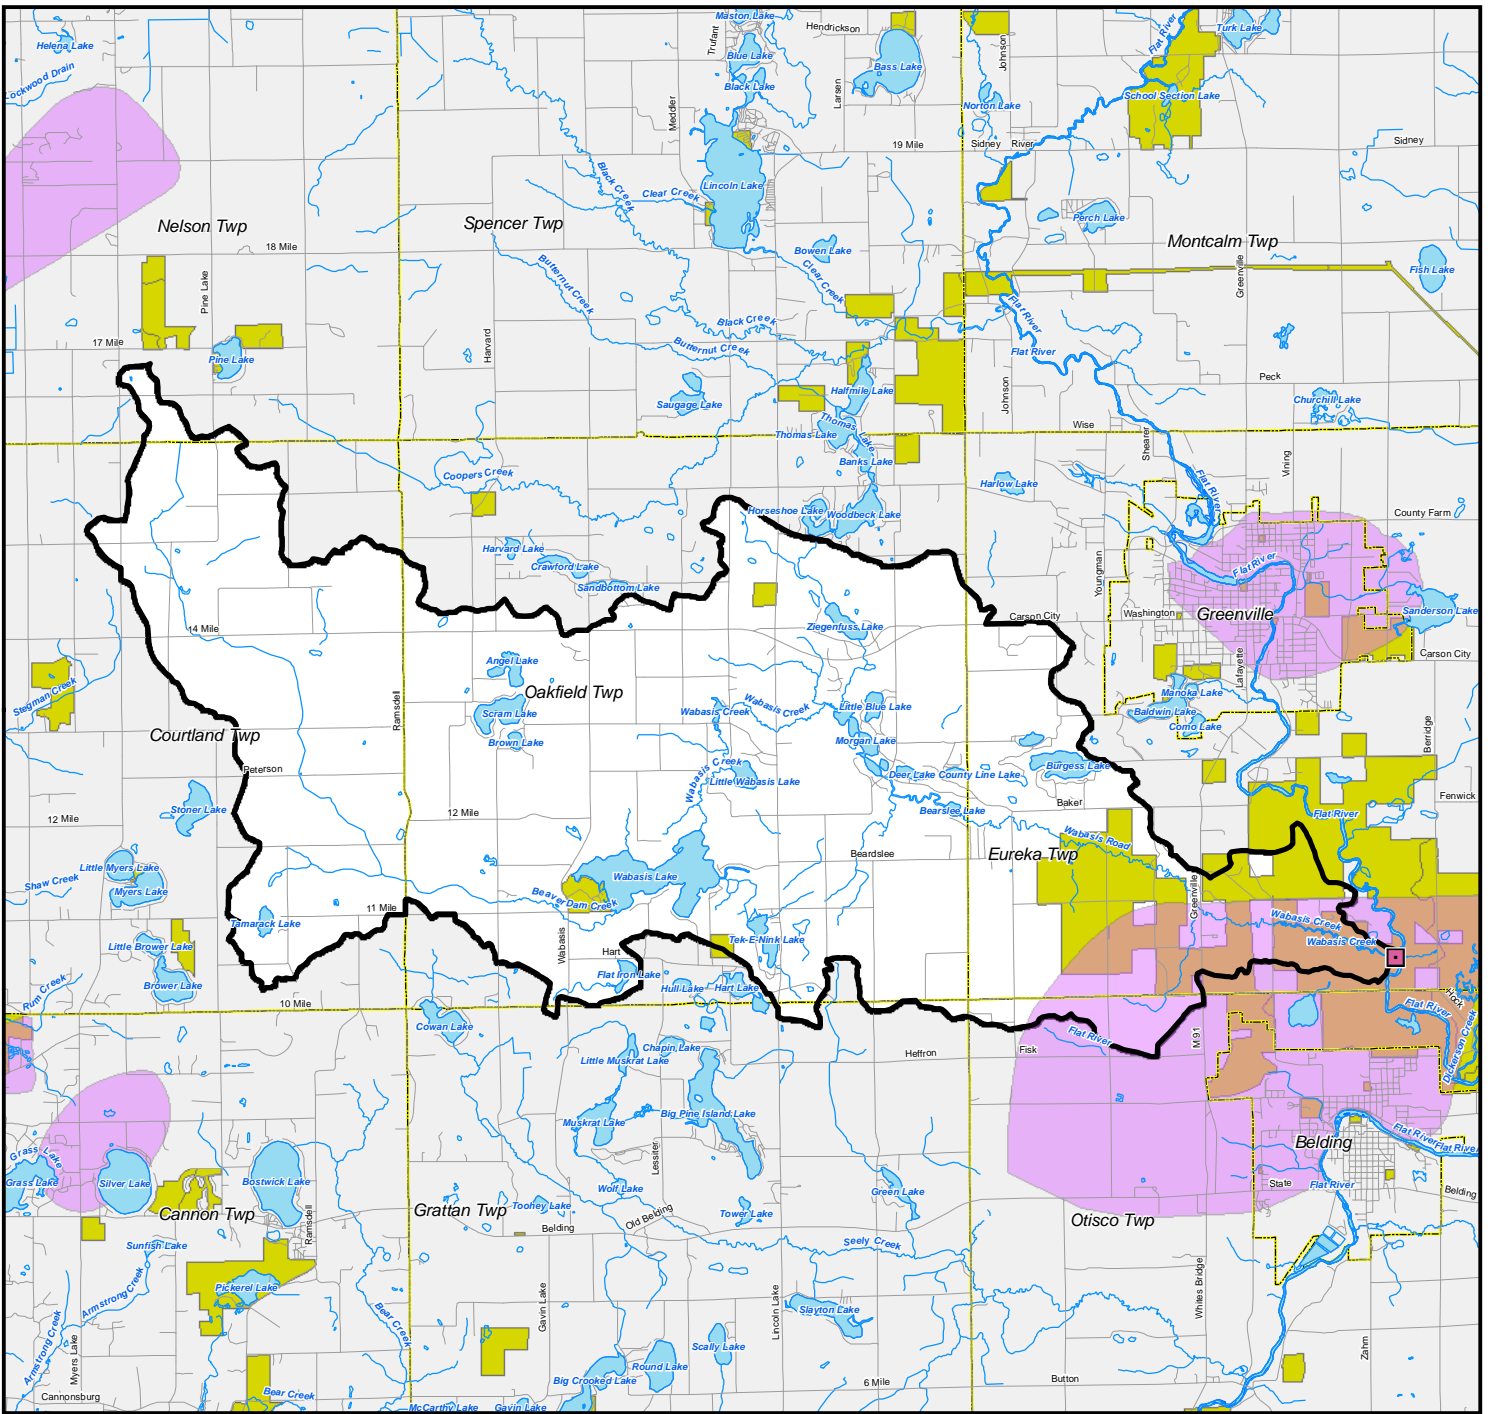 Maston Lake
Hendrickson
Turk Lake
Flat River
Helena Lake
Trufant
Johnson
Blue Lake
Bass Lake
Lockwood Drain
Black Lake
Larsen
School Section Lake
Norton Lake
Meddler
19 Mile
Sidney
River
Sidney
Black Creek
Clear Creek
Lincoln Lake
Nelson Twp
Spencer Twp
Perch Lake
Montcalm Twp
18 Mile
Bowen Lake
Butternut Creek
Clear Creek
Pine Lake
Greenville
Fish Lake
Flat River
Black Creek
17 Mile
Harvard
Butternut Creek
Flat River
Pine Lake
Peck
Halfmile Lake
Johnson
Saugage Lake
Churchill Lake
Thomas Lake
Thomas Lake
Wise
Shearer
Banks Lake
Vining
Coopers Creek
Harlow Lake
Flat River
Horseshoe Lake
Woodbeck Lake
County Farm
Harvard Lake
Crawford Lake
Youngman
Flat River
Sandbottom Lake
Carson City
Washington
Greenville
Sanderson Lake
14 Mile
Ziegenfuss Lake
Carson City
Angel Lake
Lafayette
Stegman Creek
Oakfield Twp
Manoka Lake
Ramsdell
Wabasis Creek
Wabasis Creek
Little Blue Lake
Scram Lake
Baldwin Lake
Como Lake
Courtland Twp
Brown Lake
Morgan Lake
Berridge
Peterson
Wabasis Creek
Little Wabasis Lake
Deer Lake
County Line Lake
Burgess Lake
Stoner Lake
Baker
Fenwick
12 Mile
12 Mile
Bearslee Lake
Flat River
Wabasis Road
Beardslee
Eureka Twp
Little Myers Lake
Shaw Creek
Myers Lake
Wabasis Lake
Greenville
Beaver Dam Creek
11 Mile
Tamarack Lake
Wabasis Creek
Little Brower Lake
Wabasis
Hart
Tek-E-Nink Lake
Wabasis Creek
Flat Iron Lake
Rum Creek
Brower Lake
Hull Lake
Hart Lake
10 Mile
Hock
Flat River
Cowan Lake
Flat River
M 91
Chapin Lake
Little Muskrat Lake
Heffron
Fisk
Dickerson Creek
Muskrat Lake
Big Pine Island Lake
Grass Lake
Lessiter
Belding
Flat River
Flat River
Grass Lake
Silver Lake
Bostwick Lake
Wolf Lake
Green Lake
State
Flat River
Belding
Cannon Twp
Ramsdell
Grattan Twp
Toohey Lake
Old Belding
Tower Lake
Otisco Twp
Belding
Sunfish Lake
Seely Creek
Armstrong Creek
Pickerel Lake
Whites Bridge
Gavin Lake
Lincoln Lake
Slayton Lake
Bear Creek
Armstrong Creek
Myers Lake
Scally Lake
Zahm
Round Lake
Big Crooked Lake
6 Mile
Button
Cannonsburg
Bear Creek
McCarthy Lake
Gavin Lake